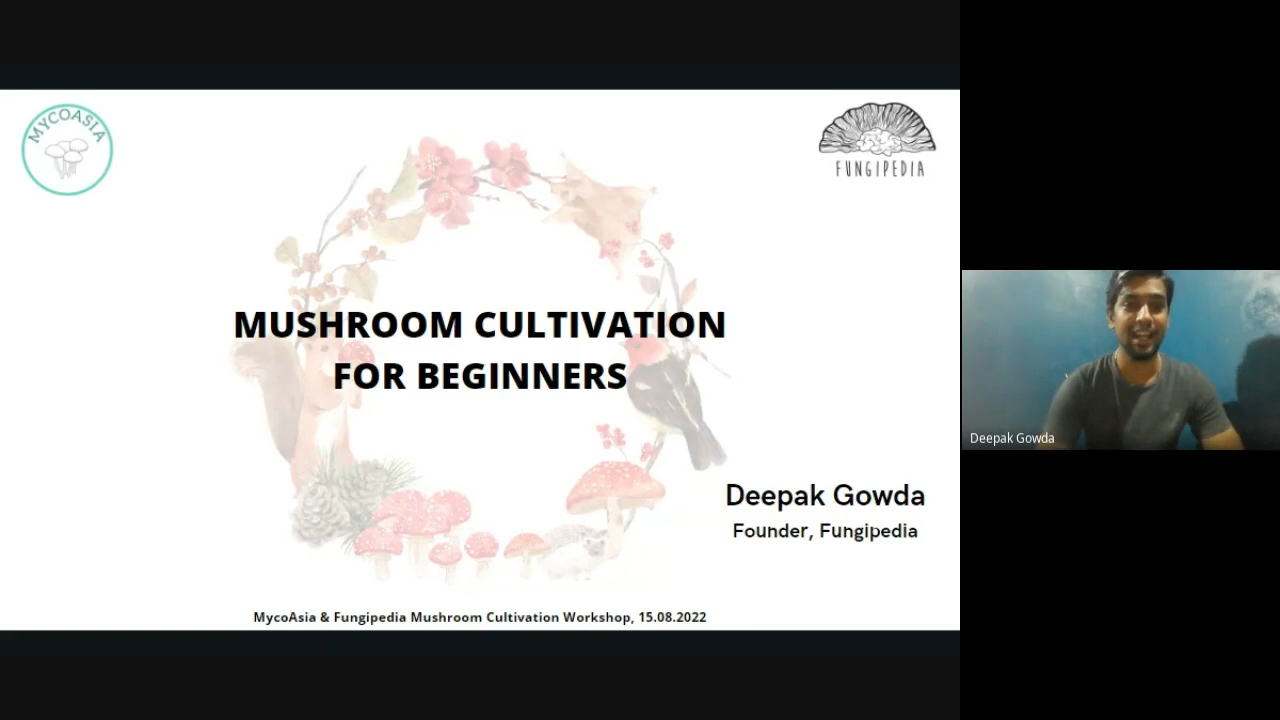 MYCOASIA
FUNGIPEDIA
MUSHROOM CULTIVATION
FOR BEGINNERS
Deepak Gowda
Founder, Fungipedia
MycoAsia & Fungipedia Mushroom Cultivation Workshop, 15.08.2022
Deepak Gowda